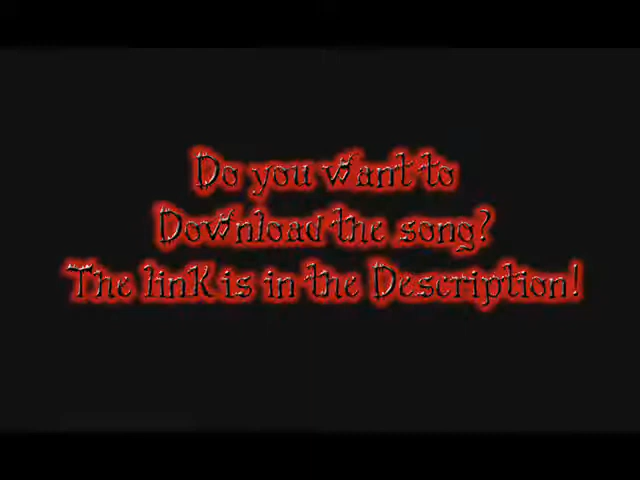 Do you want to
Download the song?
The link is in the Description!